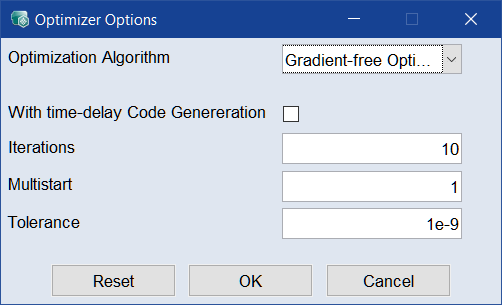 Optimizer Options
Optimization Algorithm Gradient-free Opti...
With time-delay Code Genereration
Iterations 10
Multistart 1
Tolerance 1e-9
Reset OK Cancel